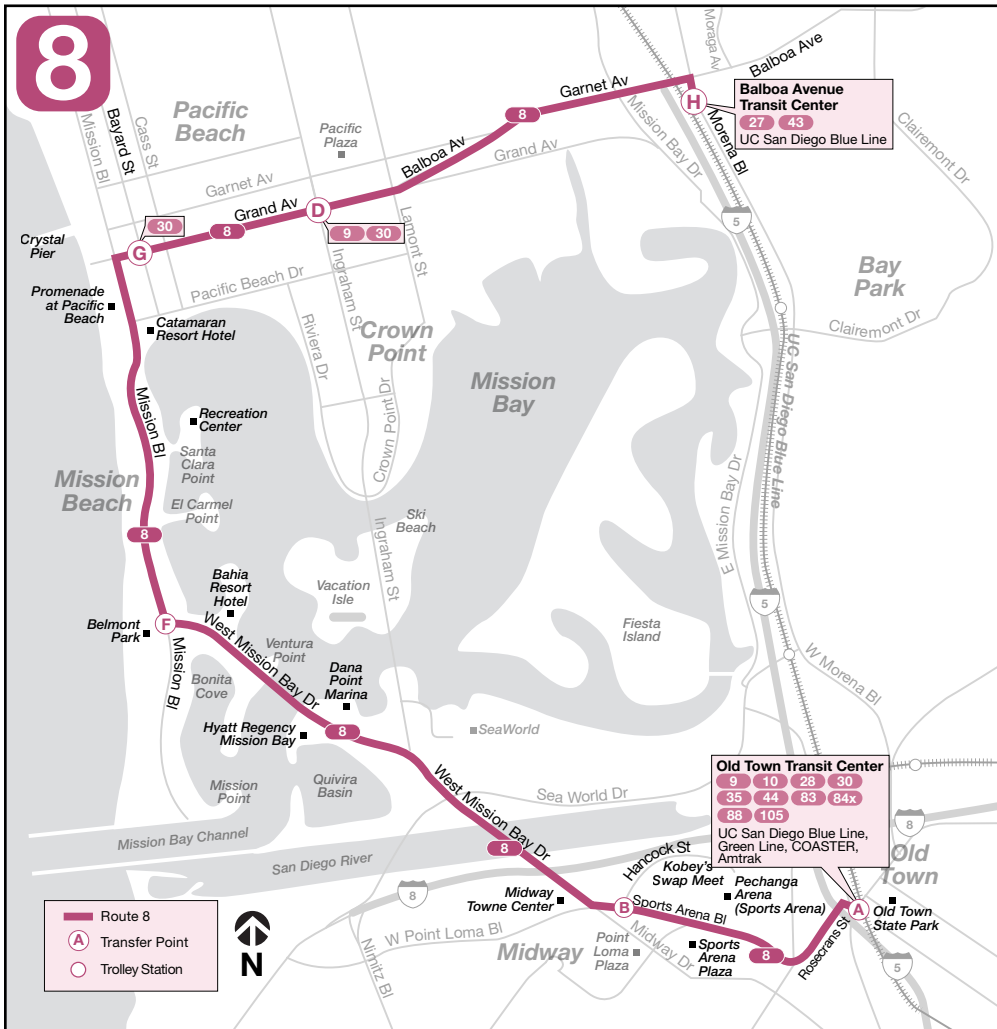 8
Moraga Av
Balboa Ave
Garnet Av
Balboa Avenue
Transit Center
27 43
UC San Diego Blue Line
H
Morena Bl
Mission Bay Dr
Clairemont Dr
Pacific
Beach
Mission Bl
Bayard St
Cass St
Pacific
Plaza
8
Balboa Av
Grand Av
Garnet Av
Grand Av
D
8
30
G
9 30
Lamont St
Ingraham St
5
Crystal
Pier
Pacific Beach Dr
Promenade
at Pacific
Beach
Catamaran
Resort Hotel
Riviera Dr
Crown
Point
Bay
Park
Clairemont Dr
UC San Diego Blue Line
Mission
Bay
Mission Bl
Recreation
Center
Crown Point Dr
Santa
Clara
Point
Mission
Beach
El Carmel
Point
E Mission Bay Dr
Ski
Beach
Ingraham St
8
Bahia
Resort
Hotel
Vacation
Isle
5
Belmont
Park
F
West Mission Bay Dr
Fiesta
Island
Mission Bl
Ventura
Point
W Morena Bl
Bonita
Cove
Dana
Point
Marina
Hyatt Regency
Mission Bay
8
SeaWorld
Mission
Point
Quivira
Basin
West Mission Bay Dr
Sea World Dr
Old Town Transit Center
9 10 28 30
35 44 83 84x
88 105
UC San Diego Blue Line,
Green Line, COASTER,
Amtrak
8
Old
Town
Mission Bay Channel
San Diego River
8
Hancock St
Kobey's
Swap Meet
Pechanga
Arena
(Sports Arena)
8
Midway
Towne Center
B
Sports Arena Bl
A
Old Town
State Park
Rosecrans St
W Point Loma Bl
Nimitz Bl
Midway
Point
Loma
Plaza
Midway Dr
Sports
Arena
Plaza
8
5
Route 8
A Transfer Point
Trolley Station
N